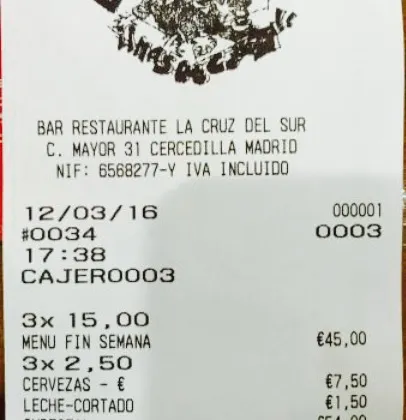 BAR RESTAURANTE LA CRUZ DEL SUR
C. MAYOR 31 CERCEDILLA MADRID
NIF: 6568277-Y IVA INCLUIDO
12/03/16 000001
#0034 0003
17:38
CAJERO0003
3x 15,00
MENU FIN SEMANA €45,00
3x 2,50
CERVEZAS - € €7,50
LECHE-CORTADO €1,50